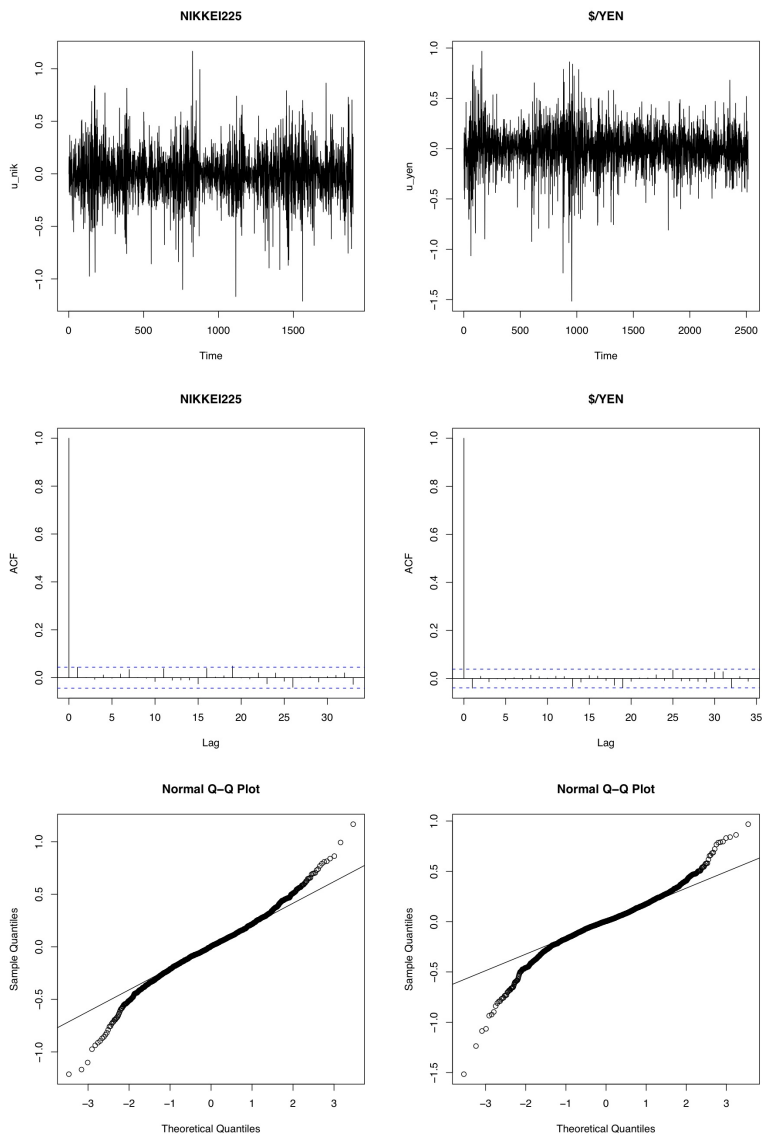 NIKKEI225
u_nik
1.0
0.5
0.0
−0.5
−1.0
0 500 1000 1500
Time
$/YEN
u_yen
1.0
0.5
0.0
−0.5
−1.0
−1.5
0 500 1000 1500 2000 2500
Time
NIKKEI225
ACF
1.0
0.8
0.6
0.4
0.2
0.0
0 5 10 15 20 25 30
Lag
$/YEN
ACF
1.0
0.8
0.6
0.4
0.2
0.0
0 5 10 15 20 25 30 35
Lag
Normal Q−Q Plot
Sample Quantiles
1.0
0.5
0.0
−0.5
−1.0
−3 −2 −1 0 1 2 3
Theoretical Quantiles
Normal Q−Q Plot
Sample Quantiles
1.0
0.5
0.0
−0.5
−1.0
−1.5
−3 −2 −1 0 1 2 3
Theoretical Quantiles